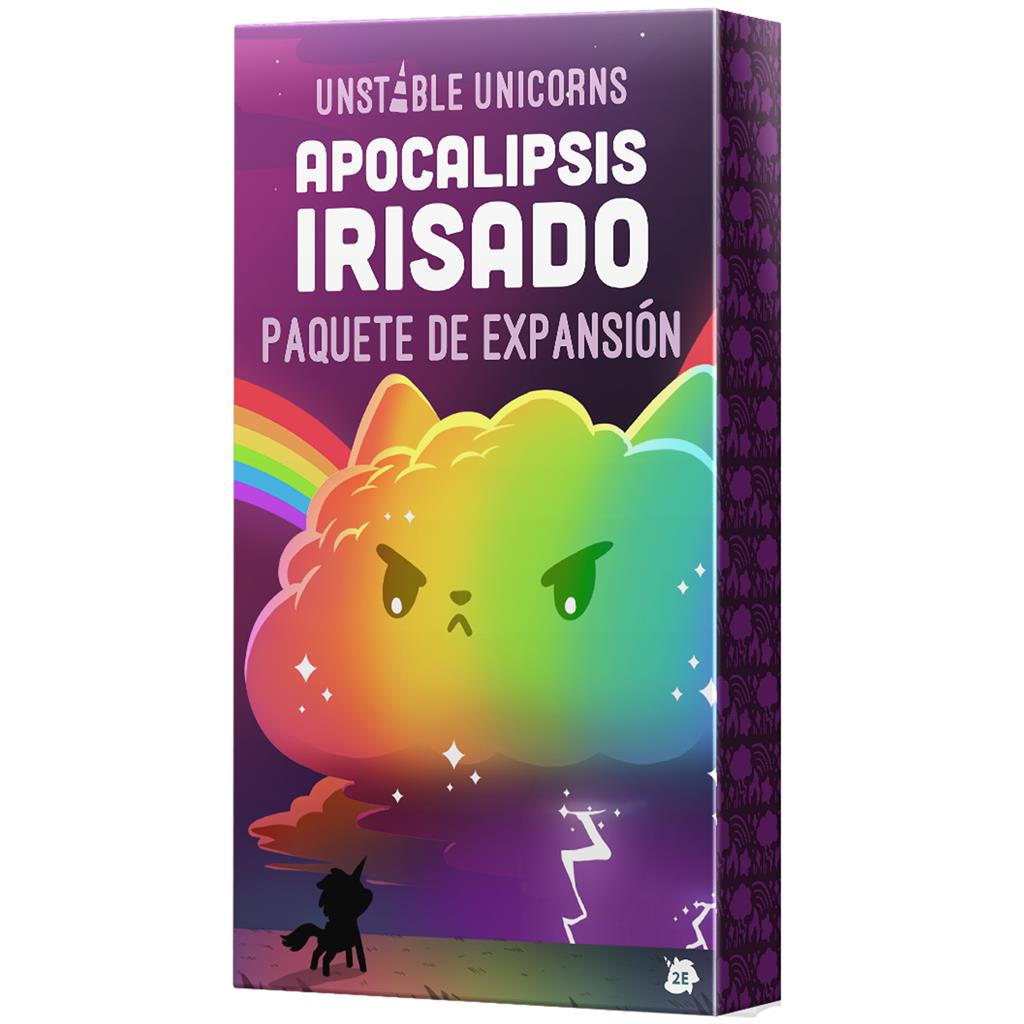 UNSTABLE UNICORNS
APOCALIPSIS
IRISADO
PAQUETE DE EXPANSIÓN
2E